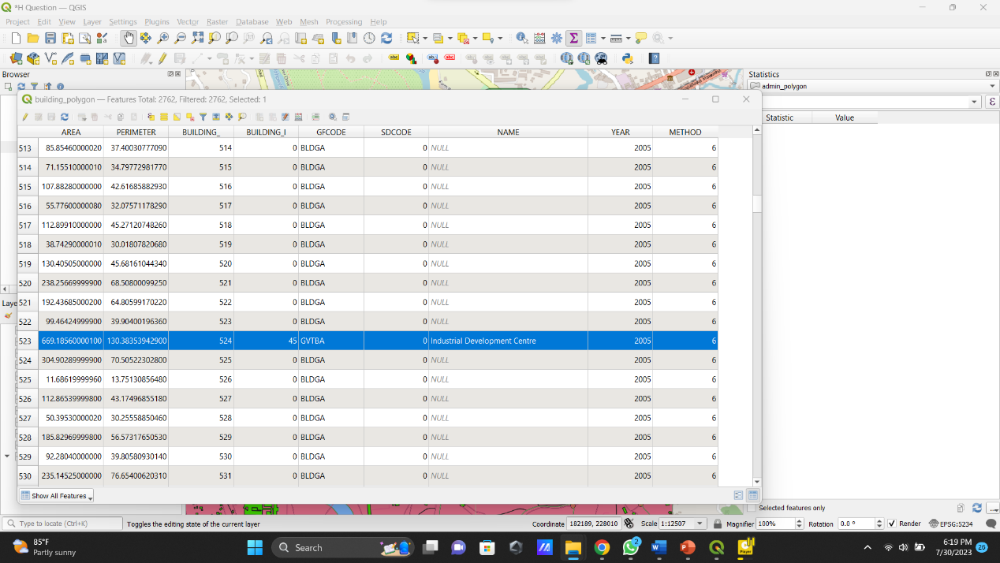 *H Question — QGIS
Project Edit View Layer Settings Plugins Vector Raster Database Web Mesh Processing Help
Browser
Statistics
admin_polygon
building_polygon — Features Total: 2762, Filtered: 2762, Selected: 1
Statistic Value
AREA PERIMETER BUILDING_ BUILDING_I GFCODE SDCODE NAME YEAR METHOD
513 85.85460000020 37.40030777090 514 0 BLDGA 0 NULL 2005 6
514 71.15510000010 34.79772981770 515 0 BLDGA 0 NULL 2005 6
515 107.88280000000 42.61685882930 516 0 BLDGA 0 NULL 2005 6
516 55.77600000080 32.07571178290 517 0 BLDGA 0 NULL 2005 6
517 112.89910000000 45.27120748260 518 0 BLDGA 0 NULL 2005 6
518 38.74290000010 30.01807820680 519 0 BLDGA 0 NULL 2005 6
519 130.40505000000 45.68161044340 520 0 BLDGA 0 NULL 2005 6
520 238.25669999900 68.50800099250 521 0 BLDGA 0 NULL 2005 6
521 192.43685000200 64.80599170220 522 0 BLDGA 0 NULL 2005 6
522 99.46424999900 39.90400196360 523 0 BLDGA 0 NULL 2005 6
523 669.18560000100 130.38353942900 524 45 GVTBA 0 Industrial Development Centre 2005 6
524 304.90289999900 70.50522302800 525 0 BLDGA 0 NULL 2005 6
525 11.68619999960 13.75130856480 526 0 BLDGA 0 NULL 2005 6
526 112.86539999800 43.17496855180 527 0 BLDGA 0 NULL 2005 6
527 50.39530000020 30.25558850460 528 0 BLDGA 0 NULL 2005 6
528 185.82969999800 56.57317650530 529 0 BLDGA 0 NULL 2005 6
529 92.28040000000 39.80580930140 530 0 BLDGA 0 NULL 2005 6
530 235.14525000000 76.65400620310 531 0 BLDGA 0 NULL 2005 6
Laye
Show All Features
Selected features only
Type to locate (Ctrl+K) Toggles the editing state of the current layer Coordinate 182189, 228010 Scale 1:12507 Magnifier 100% Rotation 0.0 ° Render EPSG:5234
85°F
Partly sunny
Search
2
6:19 PM
7/30/2023
26